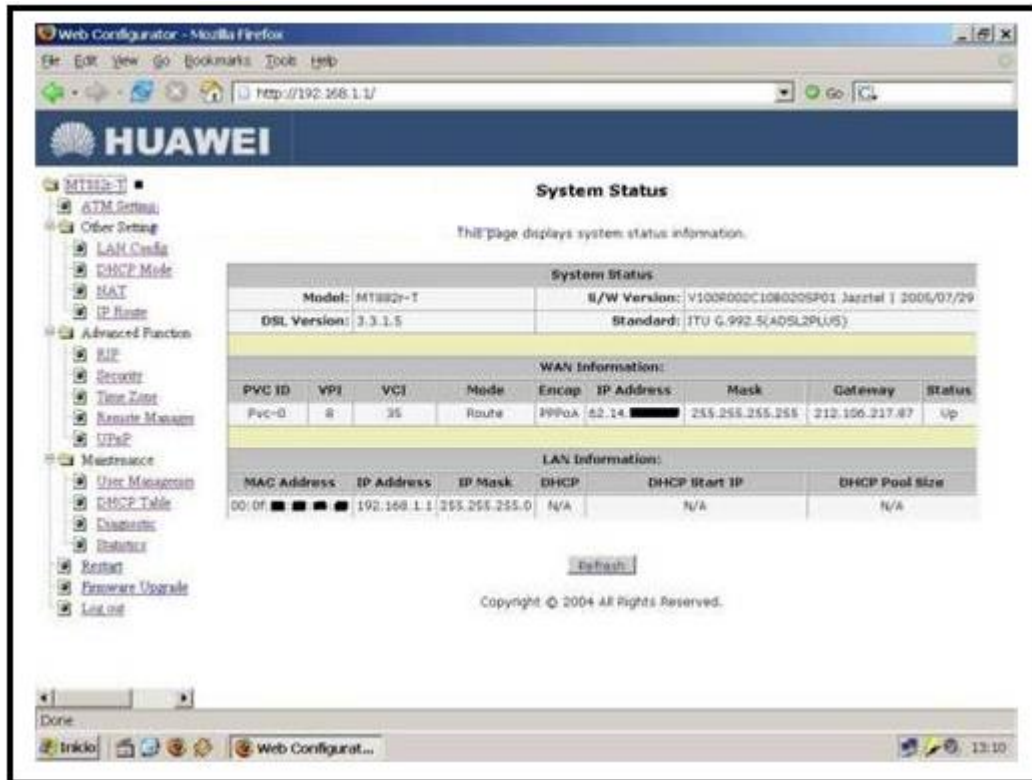 Web Configurator - Mozilla Firefox
File Edit View Go Bookmarks Tools Help
http://192.168.1.1/
Go
HUAWEI
MT882r-T
ATM Setting
Other Setting
LAN Config
DHCP Mode
NAT
IP Route
Advanced Function
RIP
Security
Time Zone
Remote Manager
UPnP
Maintenance
User Managemen
DHCP Table
Diagnostic
Statistics
Restart
Firmware Upgrade
Log out
System Status
This page displays system status information.
System Status
Model: MT882r-T S/W Version: V100R002C10B020SP01 Jazztel | 2005/07/29
DSL Version: 3.3.1.5 Standard: ITU G.992.5(ADSL2PLUS)
WAN Information:
PVC ID VPI VCI Mode Encap IP Address Mask Gateway Status
Pvc-0 8 35 Route PPPoA 62.14. 255.255.255.255 212.106.217.87 Up
LAN Information:
MAC Address IP Address IP Mask DHCP DHCP Start IP DHCP Pool Size
00:0f 192.168.1.1 255.255.255.0 N/A N/A N/A
Refresh
Copyright © 2004 All Rights Reserved.
Done
Inicio Web Configurat... 13:10